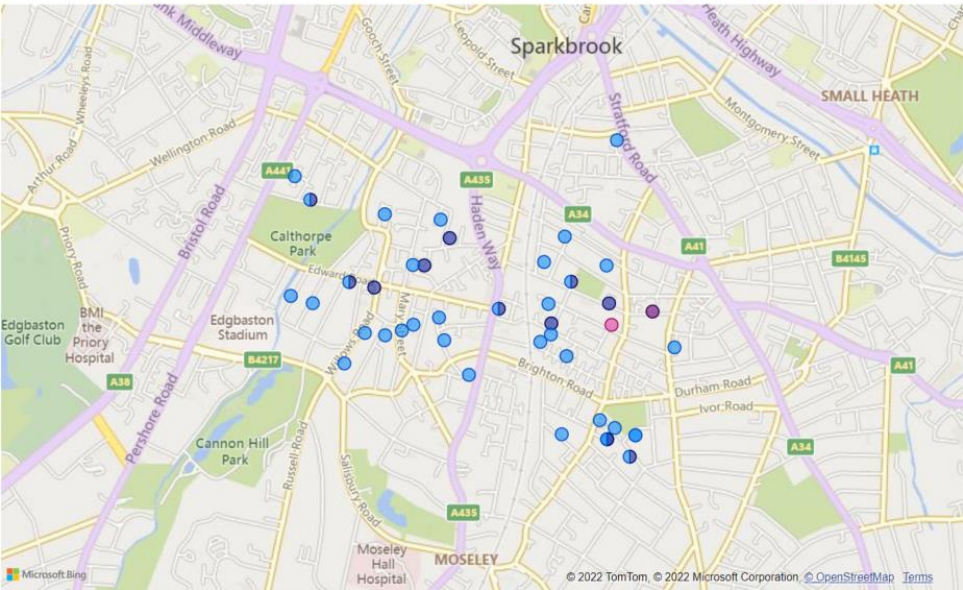 Middleway
Gooch Street
Leopold Street
Sparkbrook
Heath Highway
SMALL HEATH
Arthur Road - Wheeleys Road
Wellington Road
Montgomery Street
Stratford Road
A441
A435
Haden Way
A34
Bristol Road
Calthorpe
Park
A41
B4145
Priory Road
Edward Road
Mary Street
Edgbaston
Golf Club
BMI
the
Priory
Hospital
Edgbaston
Stadium
B4217
Willows Road
A38
Brighton Road
Durham Road
Ivor Road
A41
Pershore Road
Cannon Hill
Park
Russell Road
Salisbury Road
A34
A435
Moseley
Hall
Hospital
MOSELEY
Microsoft Bing
© 2022 TomTom, © 2022 Microsoft Corporation, © OpenStreetMap Terms